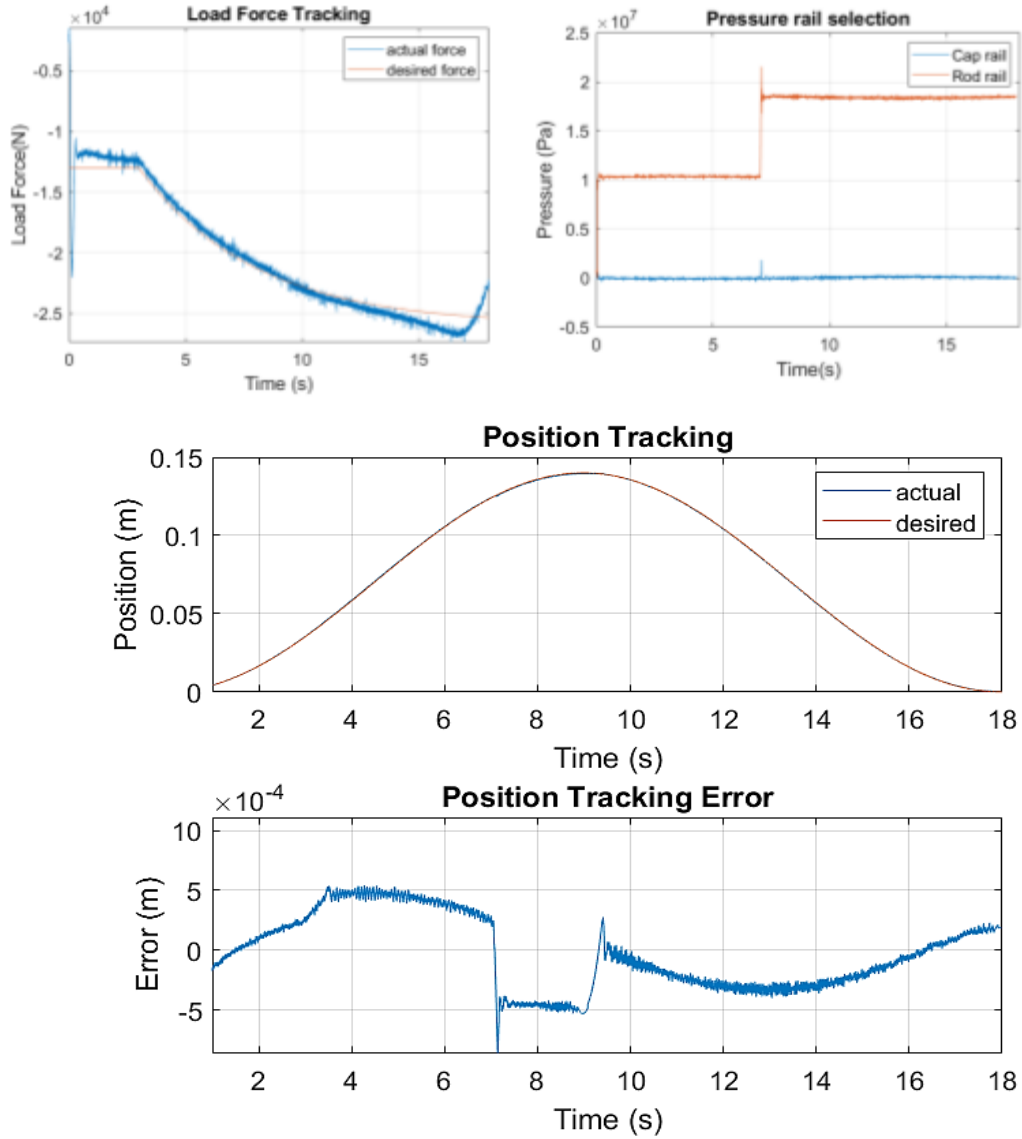 Load Force Tracking
×10⁴
actual force
desired force
-0.5
-1
-1.5
-2
-2.5
Load Force(N)
0 5 10 15
Time (s)
Pressure rail selection
×10⁷
Cap rail
Rod rail
2.5
2
1.5
1
0.5
0
-0.5
Pressure (Pa)
0 5 10 15
Time(s)
Position Tracking
actual
desired
0.15
0.1
0.05
0
Position (m)
2 4 6 8 10 12 14 16 18
Time (s)
×10⁻⁴
Position Tracking Error
10
5
0
-5
Error (m)
2 4 6 8 10 12 14 16 18
Time (s)